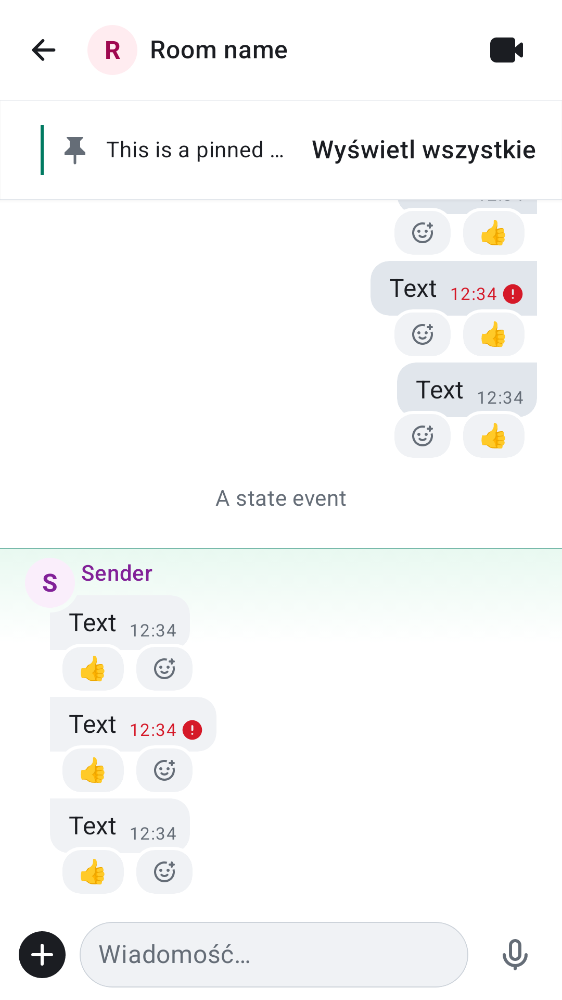 R Room name
This is a pinned … Wyświetl wszystkie
Text 12:34
Text 12:34
A state event
S Sender
Text 12:34
Text 12:34
Text 12:34
Wiadomość…